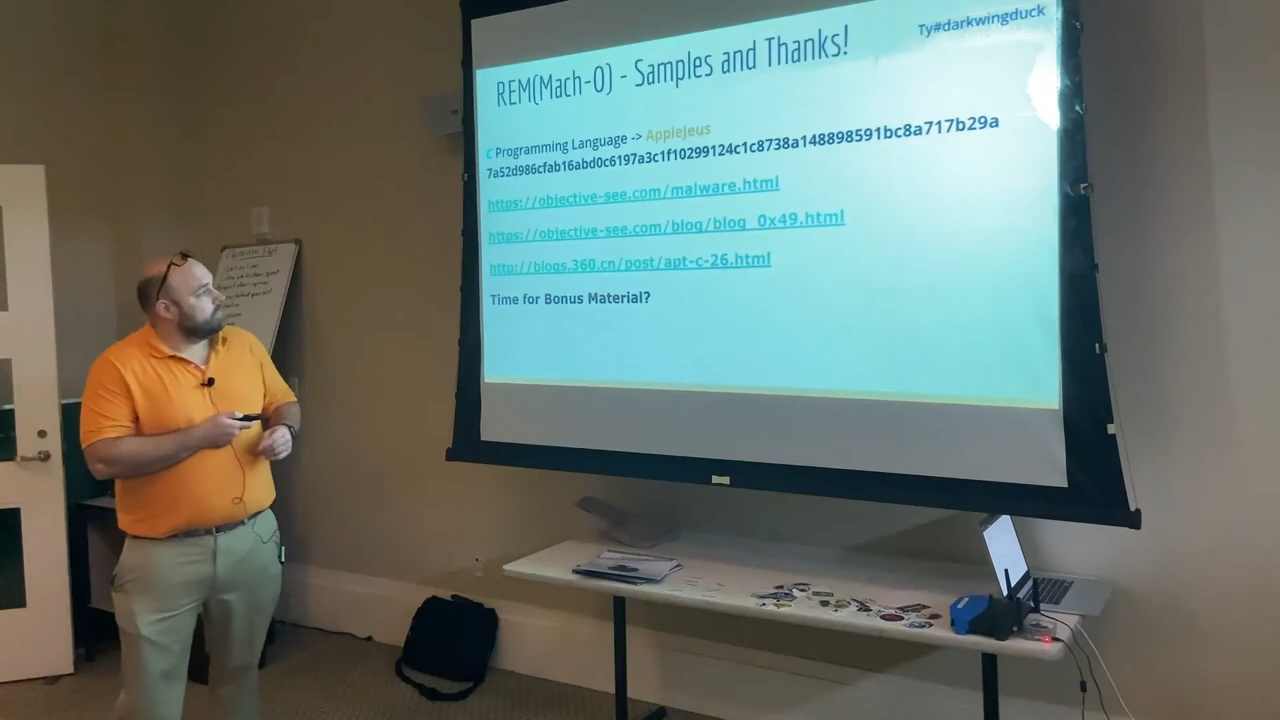 Ty#darkwingduck
REM(Mach-O) - Samples and Thanks!
C Programming Language -> AppleJeus
7a52d986cfab16abd0c6197a3c1f10299124c1c8738a148898591bc8a717b29a
https://objective-see.com/malware.html
https://objective-see.com/blog/blog_0x49.html
http://blogs.360.cn/post/apt-c-26.html
Time for Bonus Material?